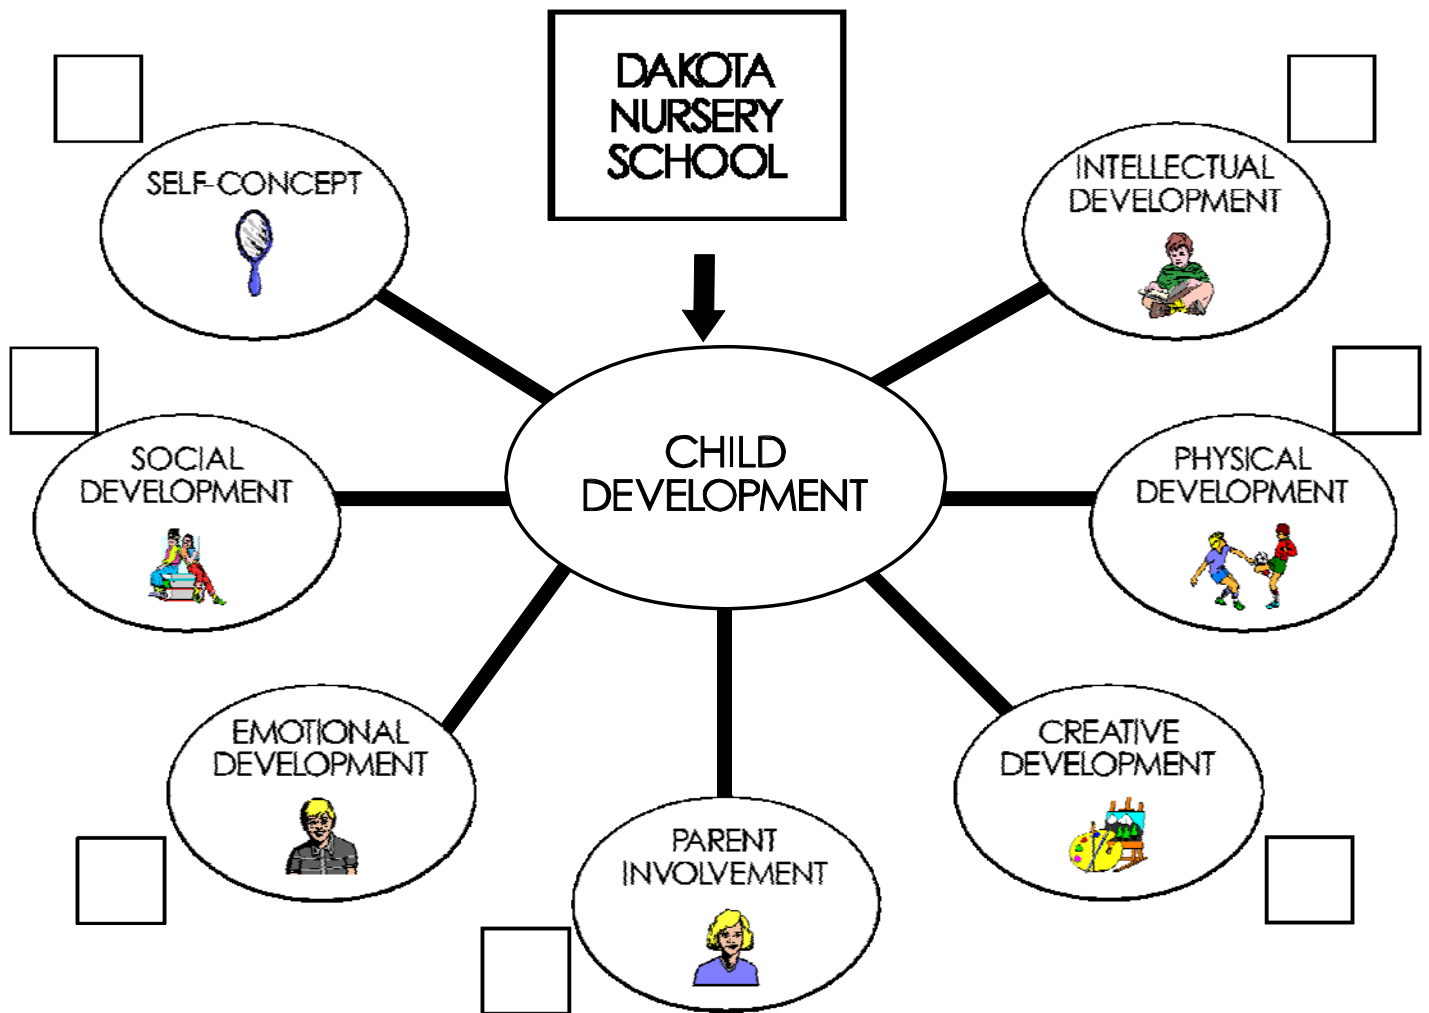 DAKOTA
NURSERY
SCHOOL
SELF-CONCEPT
INTELLECTUAL
DEVELOPMENT
CHILD
DEVELOPMENT
SOCIAL
DEVELOPMENT
PHYSICAL
DEVELOPMENT
EMOTIONAL
DEVELOPMENT
CREATIVE
DEVELOPMENT
PARENT
INVOLVEMENT